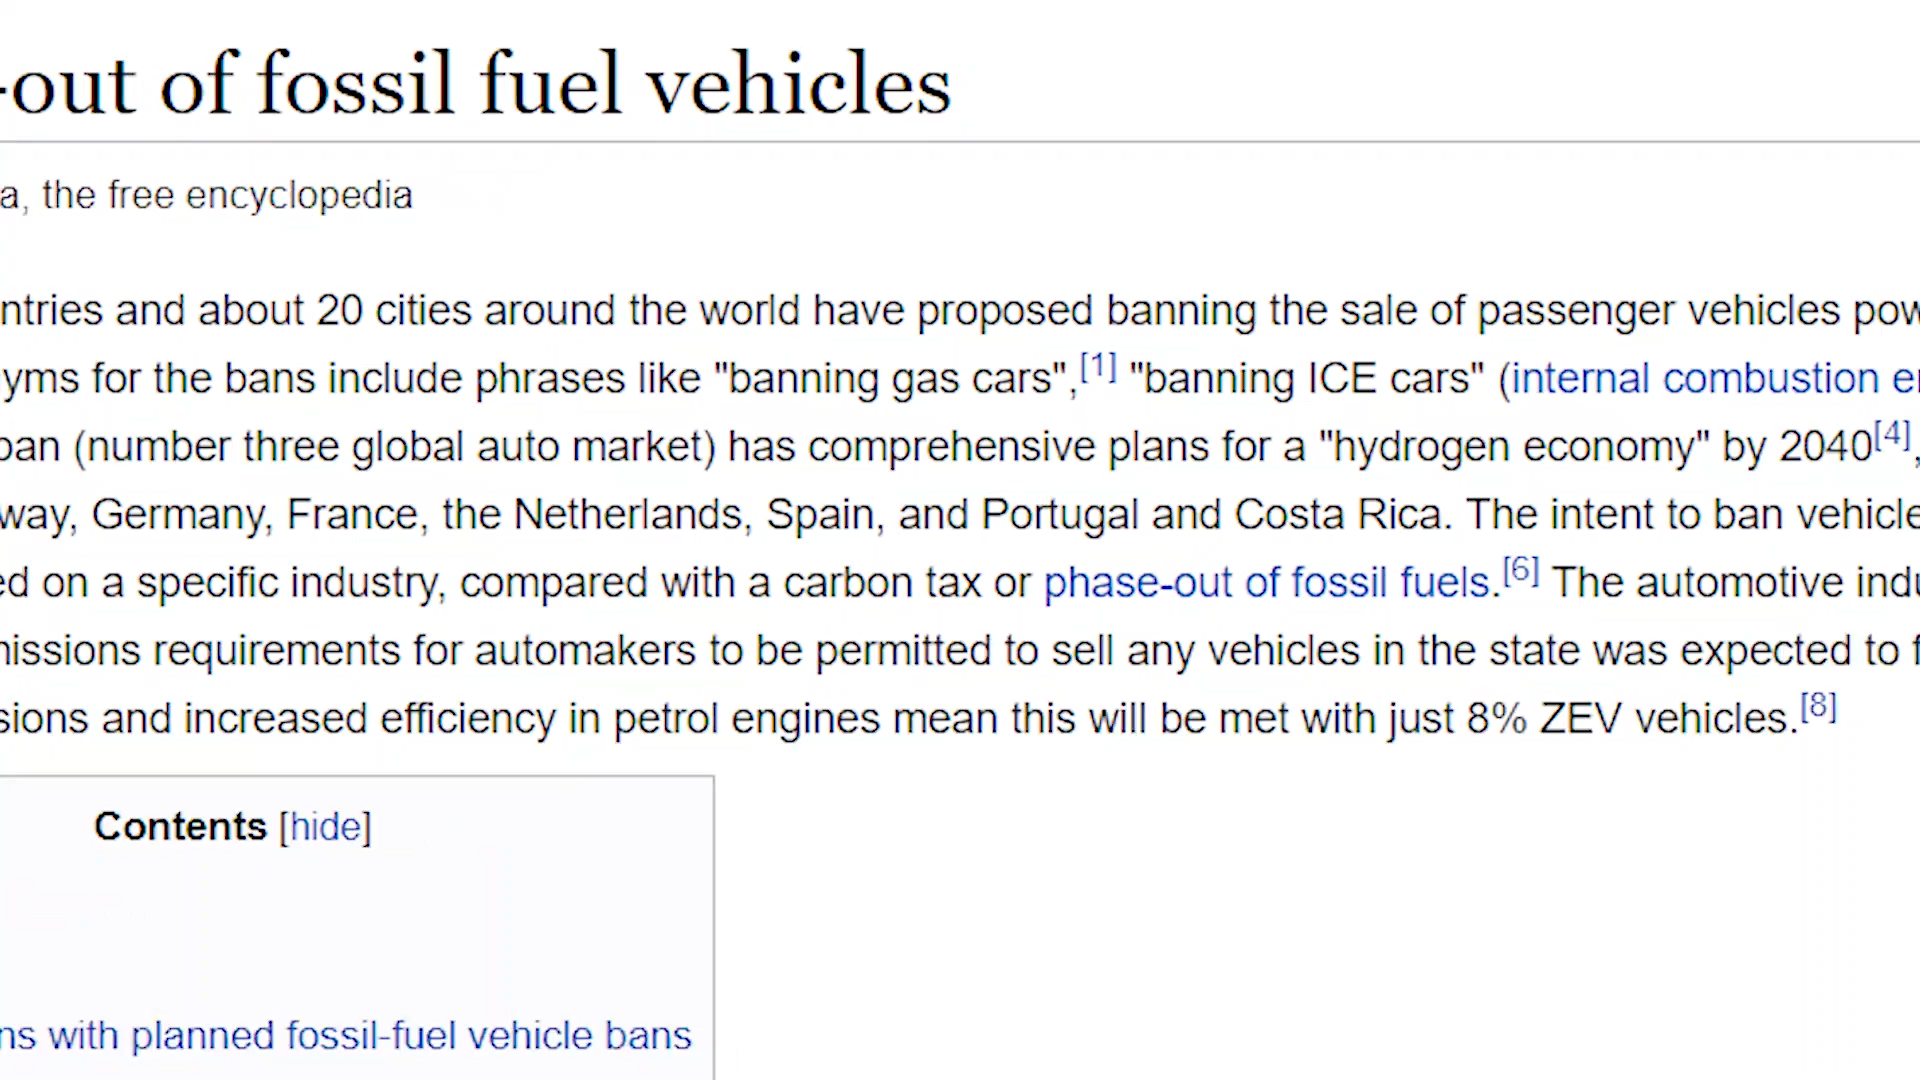 -out of fossil fuel vehicles
a, the free encyclopedia
ntries and about 20 cities around the world have proposed banning the sale of passenger vehicles pow
yms for the bans include phrases like "banning gas cars",[1] "banning ICE cars" (internal combustion e
pan (number three global auto market) has comprehensive plans for a "hydrogen economy" by 2040[4],
way, Germany, France, the Netherlands, Spain, and Portugal and Costa Rica. The intent to ban vehicle
ed on a specific industry, compared with a carbon tax or phase-out of fossil fuels.[6] The automotive indu
issions requirements for automakers to be permitted to sell any vehicles in the state was expected to f
sions and increased efficiency in petrol engines mean this will be met with just 8% ZEV vehicles.[8]
Contents [hide]
ns with planned fossil-fuel vehicle bans